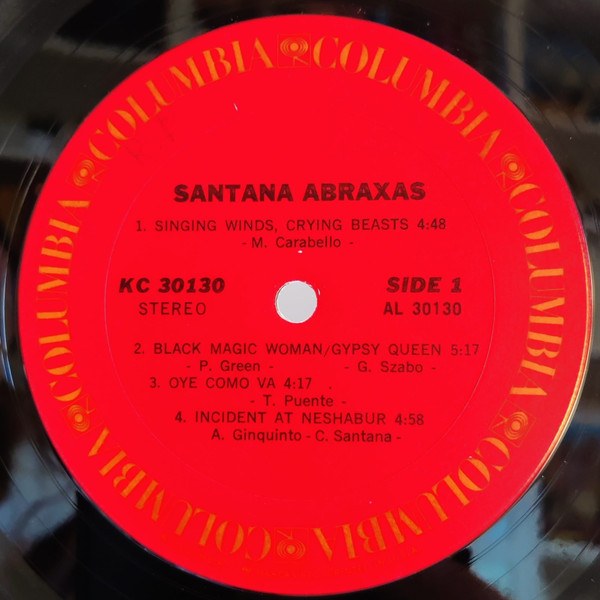 COLUMBIA COLUMBIA COLUMBIA COLUMBIA COLUMBIA COLUMBIA COLUMBIA COLUMBIA
SANTANA ABRAXAS
1. SINGING WINDS, CRYING BEASTS 4:48
- M. Carabello -
KC 30130 SIDE 1
STEREO AL 30130
2. BLACK MAGIC WOMAN/GYPSY QUEEN 5:17
- P. Green - - G. Szabo -
3. OYE COMO VA 4:17
- T. Puente -
4. INCIDENT AT NESHABUR 4:58
A. Ginquinto - C. Santana -